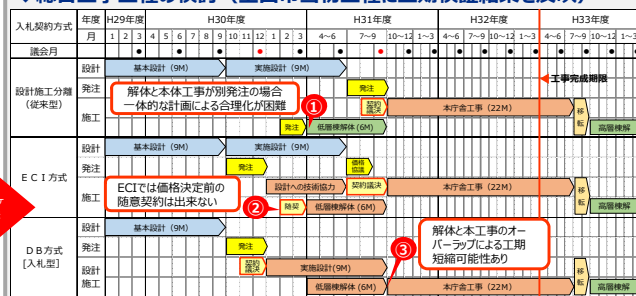 入札契約方式 年度 H29年度 H30年度 H31年度 H32年度 H33年度
月 1 2 3 4 5 6 7 8 9 10 11 12 1 2 3 4~6 7~9 10~12 1~3 4~6 7~9 10~12 1~3 4~6 7~9 10~12 1~3
議会月
設計施工分離
(従来型)
設計 基本設計(9M) 実施設計(9M)
工事完成期限
発注 発注
解体と本体工事が別発注の場合
一体的な計画による合理化が困難
①
施工 契約
議決 本庁舎工事(22M) 移
転
発注 低層棟解体(6M) 高層棟解
ECI方式
設計 基本設計(9M) 実施設計(9M)
発注 発注 価格
協議
ECIでは価格決定前の
随意契約は出来ない
②
施工 設計への技術協力 契約議決 本庁舎工事(22M) 移
転
随契 低層棟解体(6M) 高層棟解
DB方式
[入札型]
設計 基本設計(9M)
発注 発注
③
解体と本工事のオー
バーラップによる工期
短縮可能性あり
設計
施工
契約
議決 実施設計(9M)
低層棟解体(6M) 本庁舎工事(22M) 移
転 高層棟解